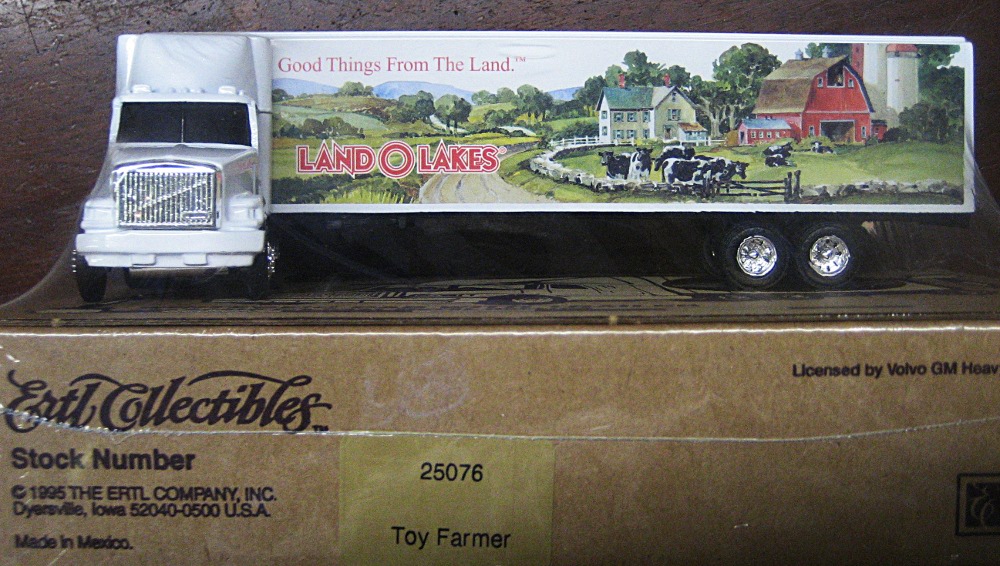 Good Things From The Land.™
LAND O LAKES®
Licensed by Volvo GM Heav
Ertl Collectibles™
Stock Number
25076
© 1995 THE ERTL COMPANY, INC.
Dyersville, Iowa 52040-0500 U.S.A.
Toy Farmer
Made in Mexico.